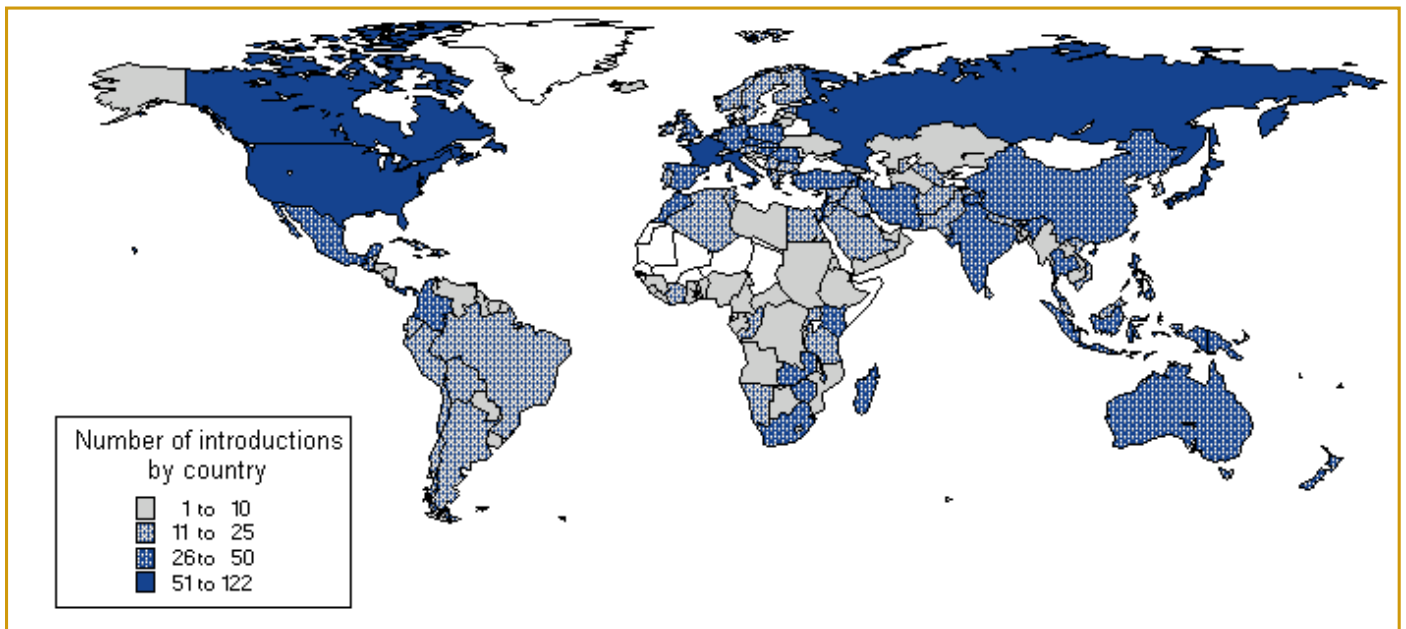 Number of introductions
by country
1 to 10
11 to 25
26 to 50
51 to 122